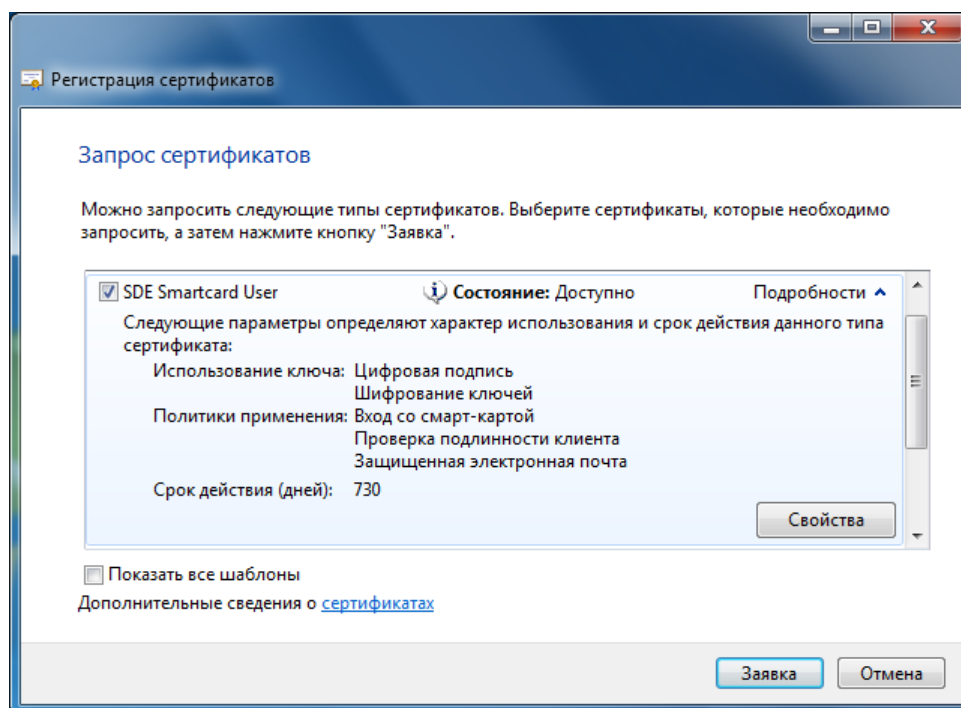 Регистрация сертификатов
Запрос сертификатов
Можно запросить следующие типы сертификатов. Выберите сертификаты, которые необходимо
запросить, а затем нажмите кнопку "Заявка".
SDE Smartcard User Состояние: Доступно Подробности
Следующие параметры определяют характер использования и срок действия данного типа
сертификата:
Использование ключа: Цифровая подпись
Шифрование ключей
Политики применения: Вход со смарт-картой
Проверка подлинности клиента
Защищенная электронная почта
Срок действия (дней): 730
Свойства
Показать все шаблоны
Дополнительные сведения о сертификатах
Заявка Отмена